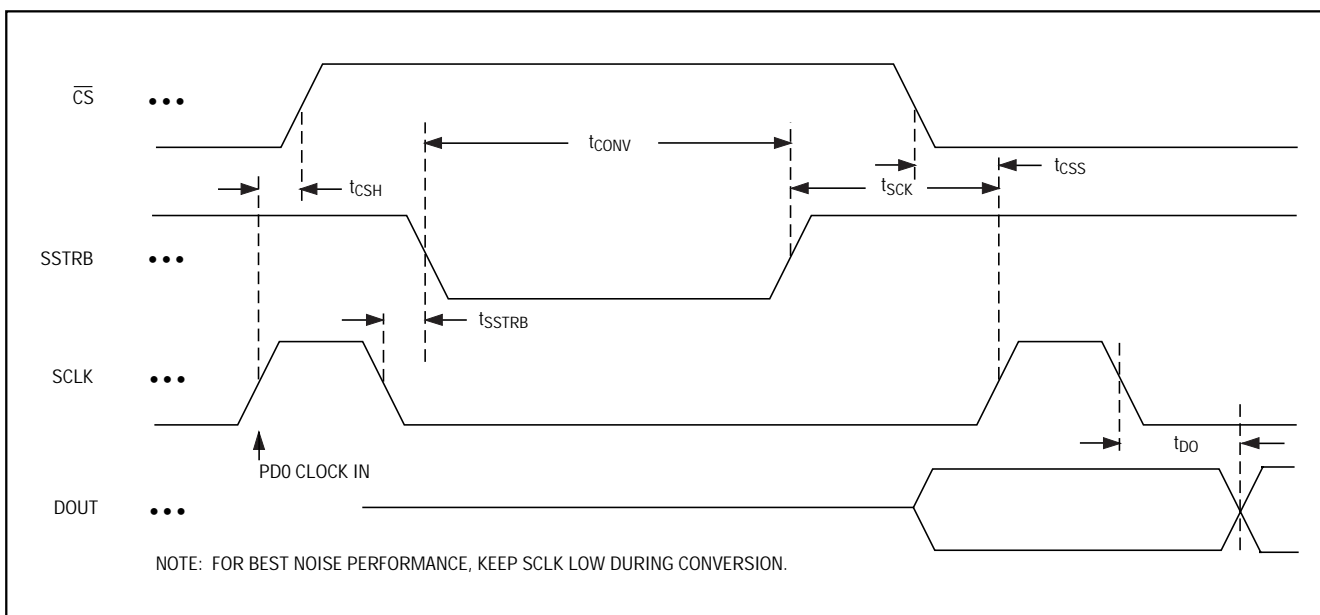 CS •••
tCONV
tCSS
tCSH
tSCK
SSTRB •••
tSSTRB
SCLK •••
tDO
PD0 CLOCK IN
DOUT •••
NOTE: FOR BEST NOISE PERFORMANCE, KEEP SCLK LOW DURING CONVERSION.